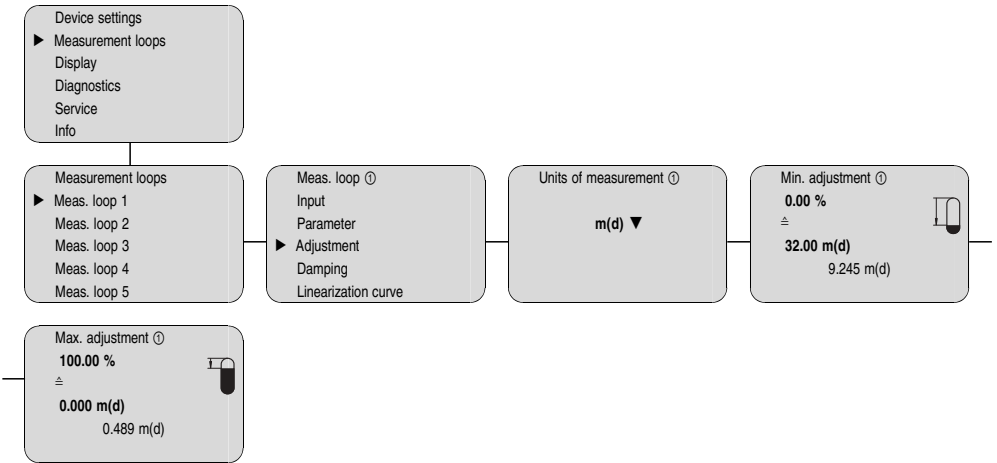 Device settings
▶ Measurement loops
Display
Diagnostics
Service
Info
Measurement loops
▶ Meas. loop 1
Meas. loop 2
Meas. loop 3
Meas. loop 4
Meas. loop 5
Meas. loop ①
Input
Parameter
▶ Adjustment
Damping
Linearization curve
Units of measurement ①
m(d) ▼
Min. adjustment ①
0.00 %
≙
32.00 m(d)
9.245 m(d)
Max. adjustment ①
100.00 %
≙
0.000 m(d)
0.489 m(d)